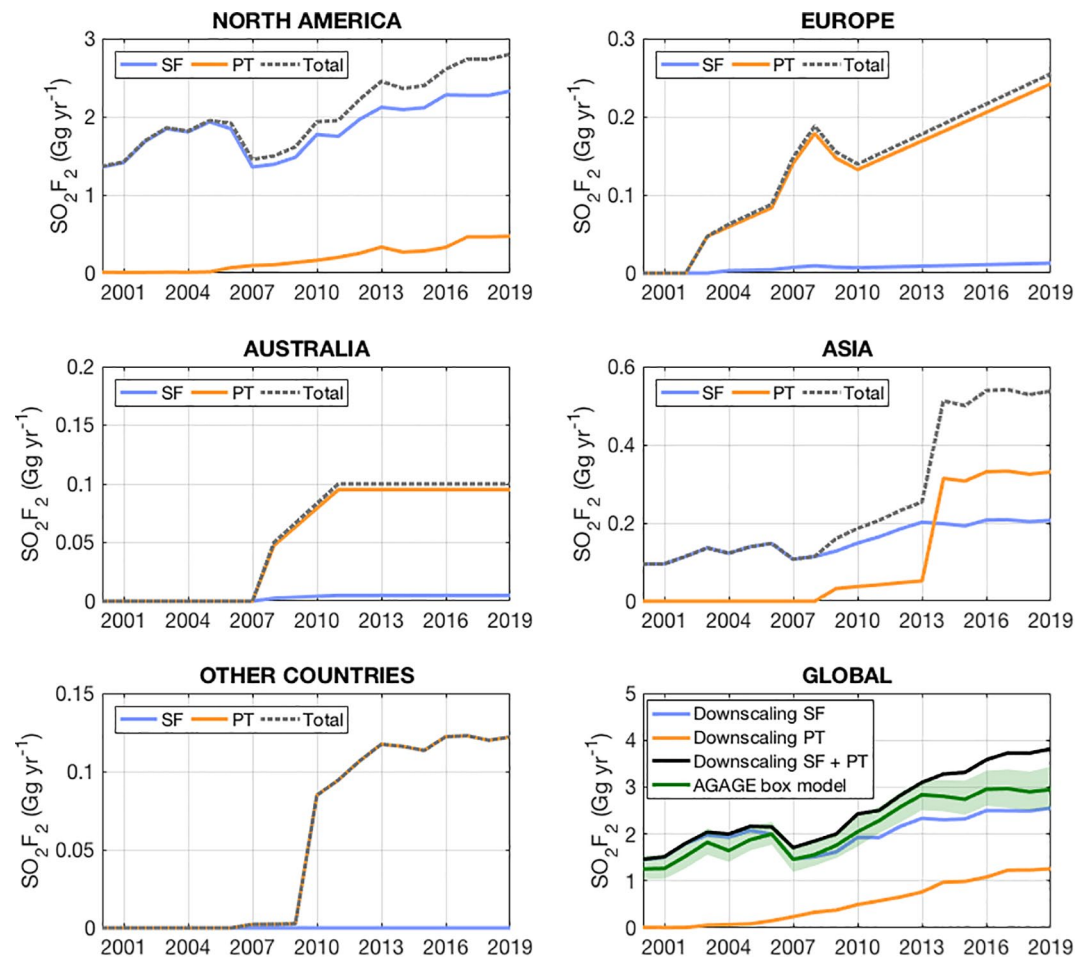 NORTH AMERICA
SO₂F₂ (Gg yr⁻¹)
3
2
1
0
SF PT Total
2001 2004 2007 2010 2013 2016 2019
EUROPE
SO₂F₂ (Gg yr⁻¹)
0.3
0.2
0.1
0
SF PT Total
2001 2004 2007 2010 2013 2016 2019
AUSTRALIA
SO₂F₂ (Gg yr⁻¹)
0.2
0.15
0.1
0.05
0
SF PT Total
2001 2004 2007 2010 2013 2016 2019
ASIA
SO₂F₂ (Gg yr⁻¹)
0.6
0.4
0.2
0
SF PT Total
2001 2004 2007 2010 2013 2016 2019
OTHER COUNTRIES
SO₂F₂ (Gg yr⁻¹)
0.15
0.1
0.05
0
SF PT Total
2001 2004 2007 2010 2013 2016 2019
GLOBAL
SO₂F₂ (Gg yr⁻¹)
5
4
3
2
1
0
Downscaling SF
Downscaling PT
Downscaling SF + PT
AGAGE box model
2001 2004 2007 2010 2013 2016 2019